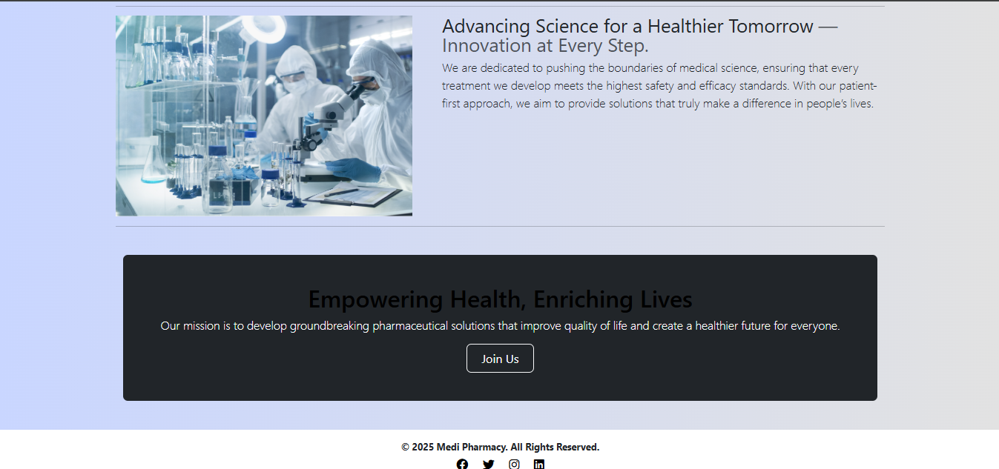 Advancing Science for a Healthier Tomorrow —
Innovation at Every Step.
We are dedicated to pushing the boundaries of medical science, ensuring that every
treatment we develop meets the highest safety and efficacy standards. With our patient-
first approach, we aim to provide solutions that truly make a difference in people’s lives.
Empowering Health, Enriching Lives
Our mission is to develop groundbreaking pharmaceutical solutions that improve quality of life and create a healthier future for everyone.
Join Us
© 2025 Medi Pharmacy. All Rights Reserved.